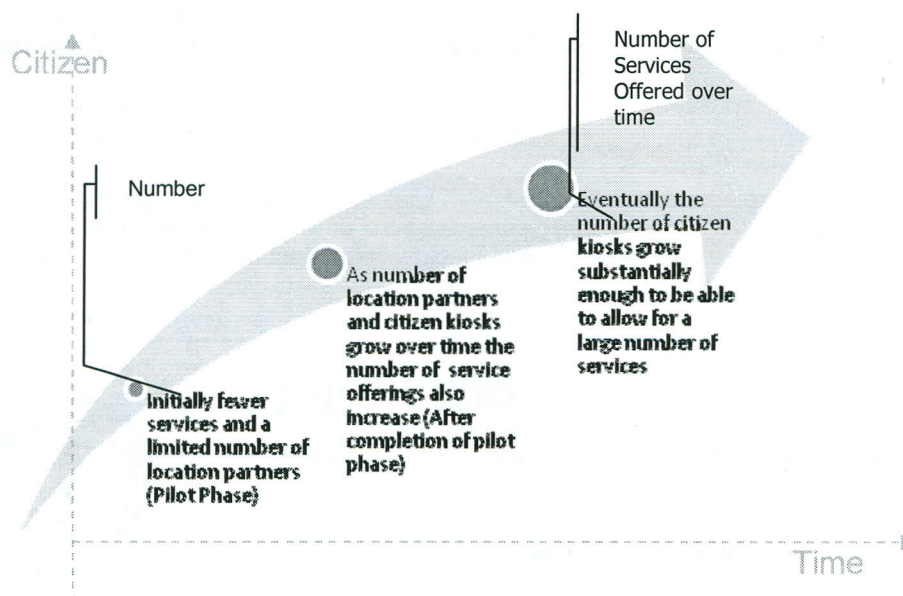 Citizen
Number of
Services
Offered over
time
Number
Eventually the
number of citizen
kiosks grow
substantially
enough to be able
to allow for a
large number of
services
As number of
location partners
and citizen kiosks
grow over time the
number of service
offerings also
increase (After
completion of pilot
phase)
Initially fewer
services and a
limited number of
location partners
(Pilot Phase)
Time